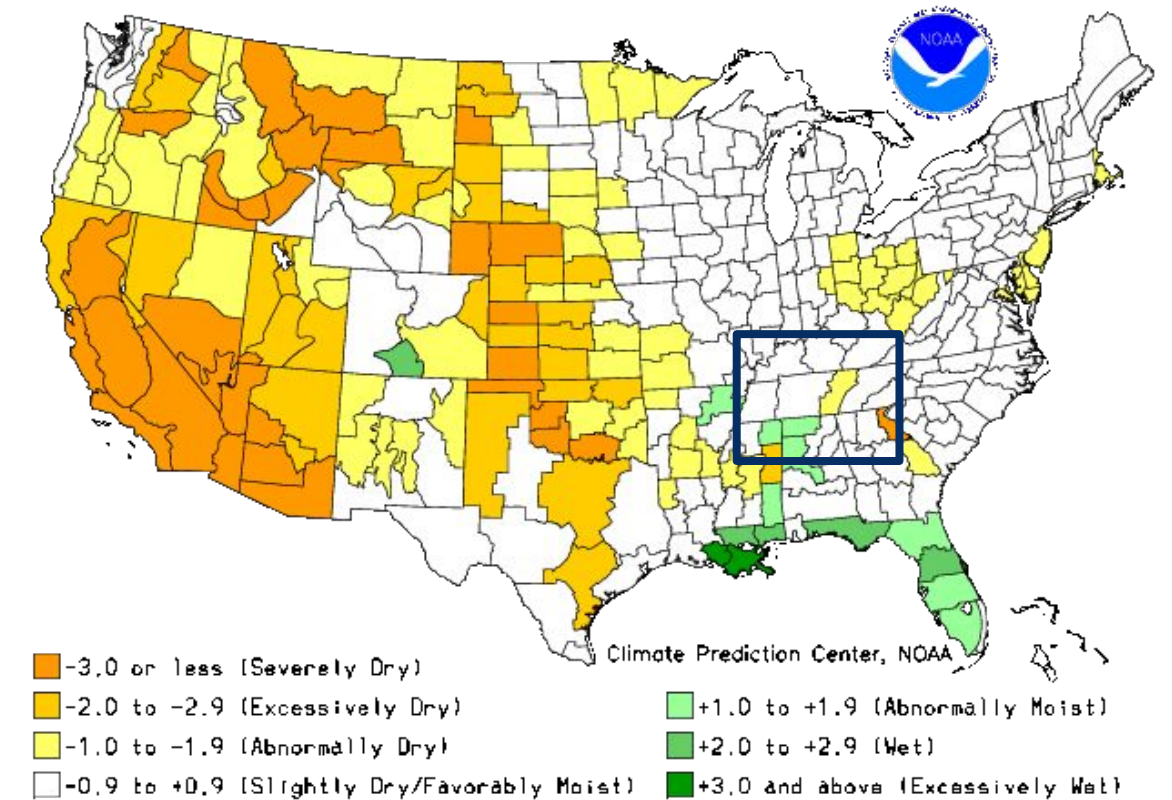 NOAA
Climate Prediction Center, NOAA
-3.0 or less (Severely Dry)
-2.0 to -2.9 (Excessively Dry)
-1.0 to -1.9 (Abnormally Dry)
-0.9 to +0.9 (Slightly Dry/Favorably Moist)
+1.0 to +1.9 (Abnormally Moist)
+2.0 to +2.9 (Wet)
+3.0 and above (Excessively Wet)